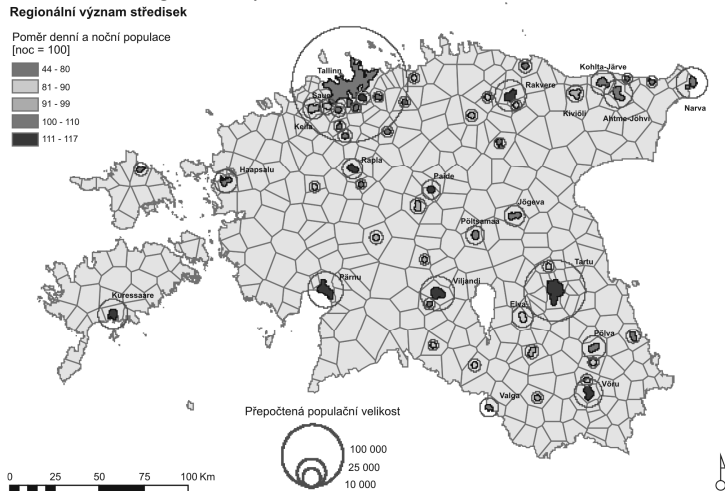 Regionální význam středisek
Poměr denní a noční populace
[noc = 100]
44 - 80
81 - 90
91 - 99
100 - 110
111 - 117
Tallinn
Saue
Keila
Rakvere
Kohtla-Järve
Kiviõli
Ahtme-Jõhvi
Narva
Haapsalu
Rapla
Paide
Jõgeva
Põltsamaa
Tartu
Kuressaare
Pärnu
Viljandi
Elva
Põlva
Võru
Valga
Přepočtená populační velikost
100 000
25 000
10 000
0 25 50 75 100 Km